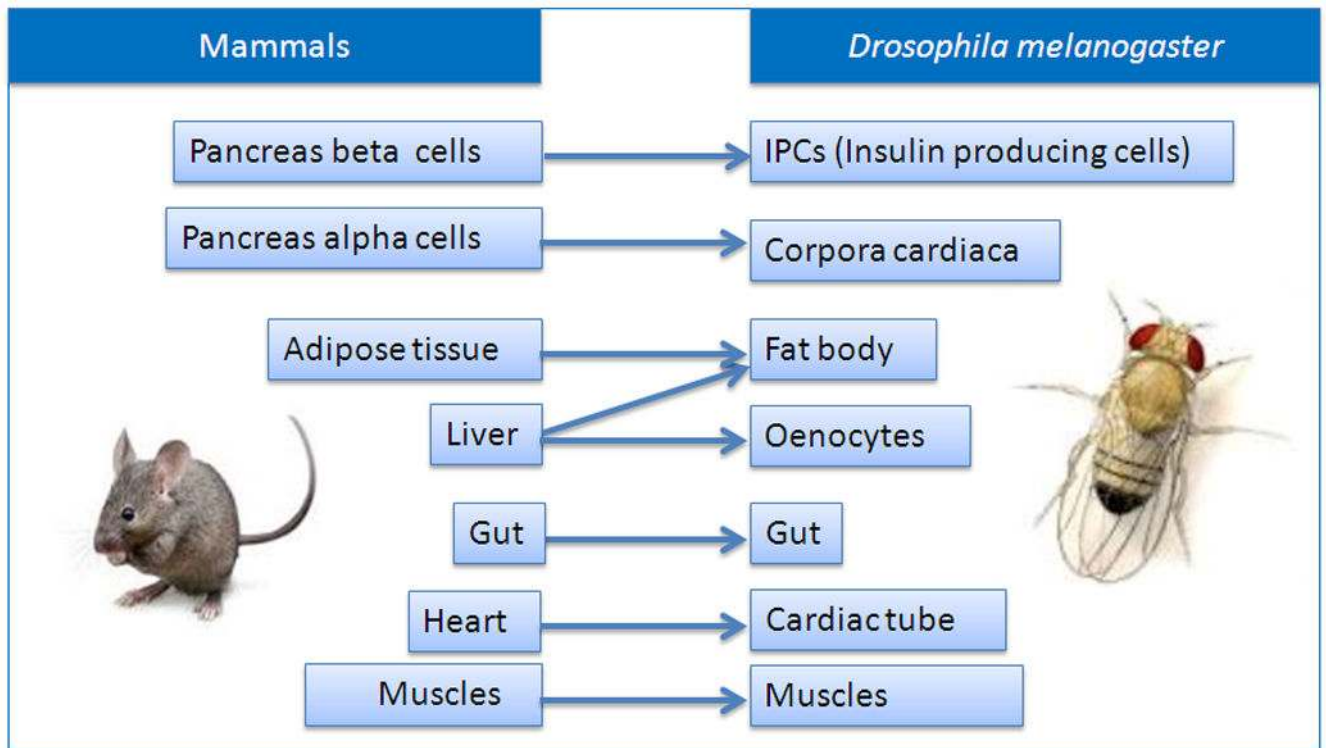 Mammals
Drosophila melanogaster
Pancreas beta cells
IPCs (Insulin producing cells)
Pancreas alpha cells
Corpora cardiaca
Adipose tissue
Fat body
Liver
Oenocytes
Gut
Gut
Heart
Cardiac tube
Muscles
Muscles